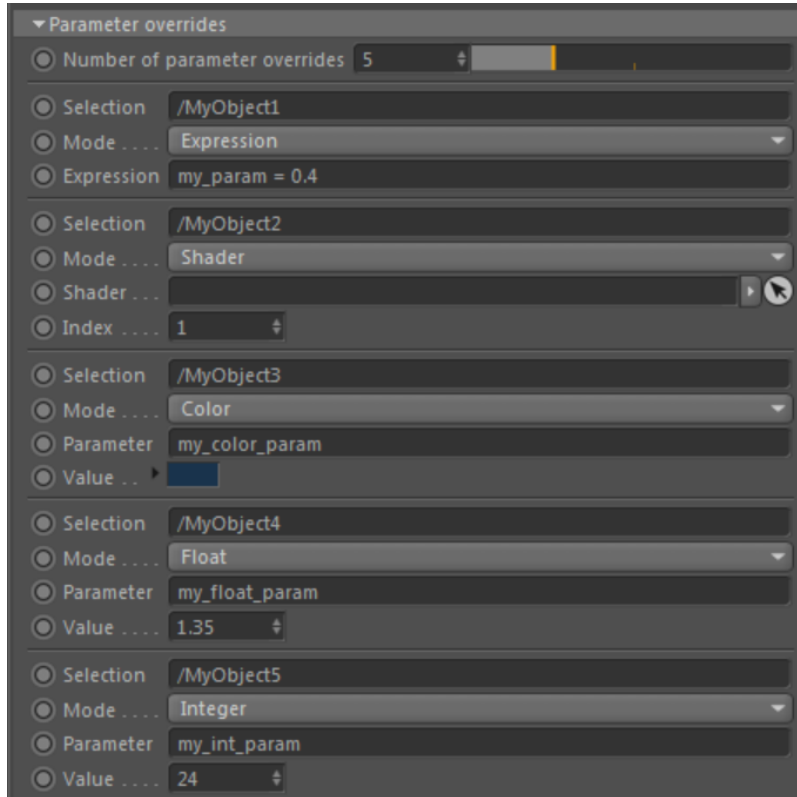 Parameter overrides
Number of parameter overrides 5
Selection /MyObject1
Mode .... Expression
Expression my_param = 0.4
Selection /MyObject2
Mode .... Shader
Shader ...
Index .... 1
Selection /MyObject3
Mode .... Color
Parameter my_color_param
Value ..
Selection /MyObject4
Mode .... Float
Parameter my_float_param
Value .... 1.35
Selection /MyObject5
Mode .... Integer
Parameter my_int_param
Value .... 24